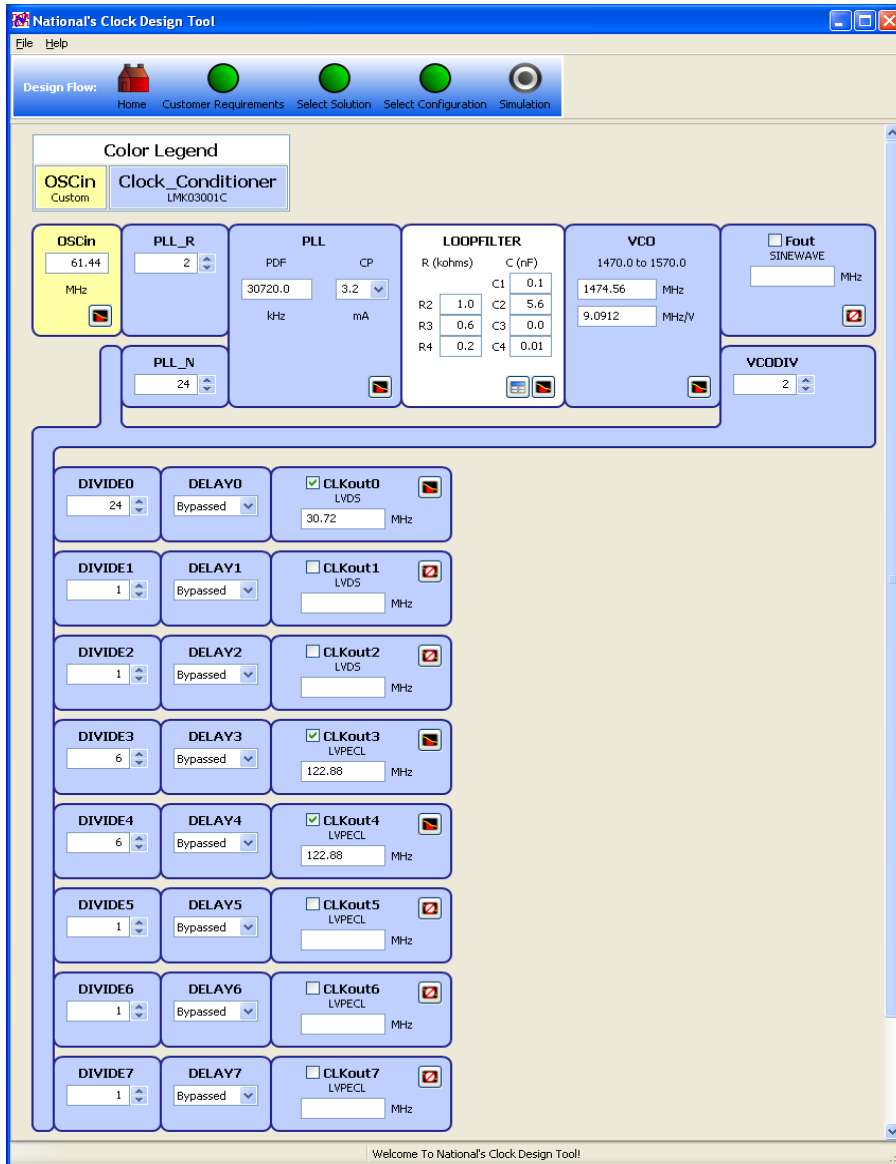 National's Clock Design Tool
File Help
Design Flow:
Home Customer Requirements Select Solution Select Configuration Simulation
Color Legend
OSCin Clock_Conditioner
Custom LMK03001C
OSCin PLL_R PLL LOOPFILTER VCO Fout
61.44 2 PDF CP R (kohms) C (nF) 1470.0 to 1570.0 SINEWAVE
MHz 30720.0 3.2 C1 0.1 1474.56 MHz MHz
kHz mA R2 1.0 C2 5.6 9.0912 MHz/V
R3 0.6 C3 0.0
R4 0.2 C4 0.01
PLL_N VCODIV
24 2
DIVIDE0 DELAY0 CLKout0
LVDS
24 Bypassed 30.72 MHz
DIVIDE1 DELAY1 CLKout1
LVDS
1 Bypassed MHz
DIVIDE2 DELAY2 CLKout2
LVDS
1 Bypassed MHz
DIVIDE3 DELAY3 CLKout3
LVPECL
6 Bypassed 122.88 MHz
DIVIDE4 DELAY4 CLKout4
LVPECL
6 Bypassed 122.88 MHz
DIVIDE5 DELAY5 CLKout5
LVPECL
1 Bypassed MHz
DIVIDE6 DELAY6 CLKout6
LVPECL
1 Bypassed MHz
DIVIDE7 DELAY7 CLKout7
LVPECL
1 Bypassed MHz
Welcome To National's Clock Design Tool!